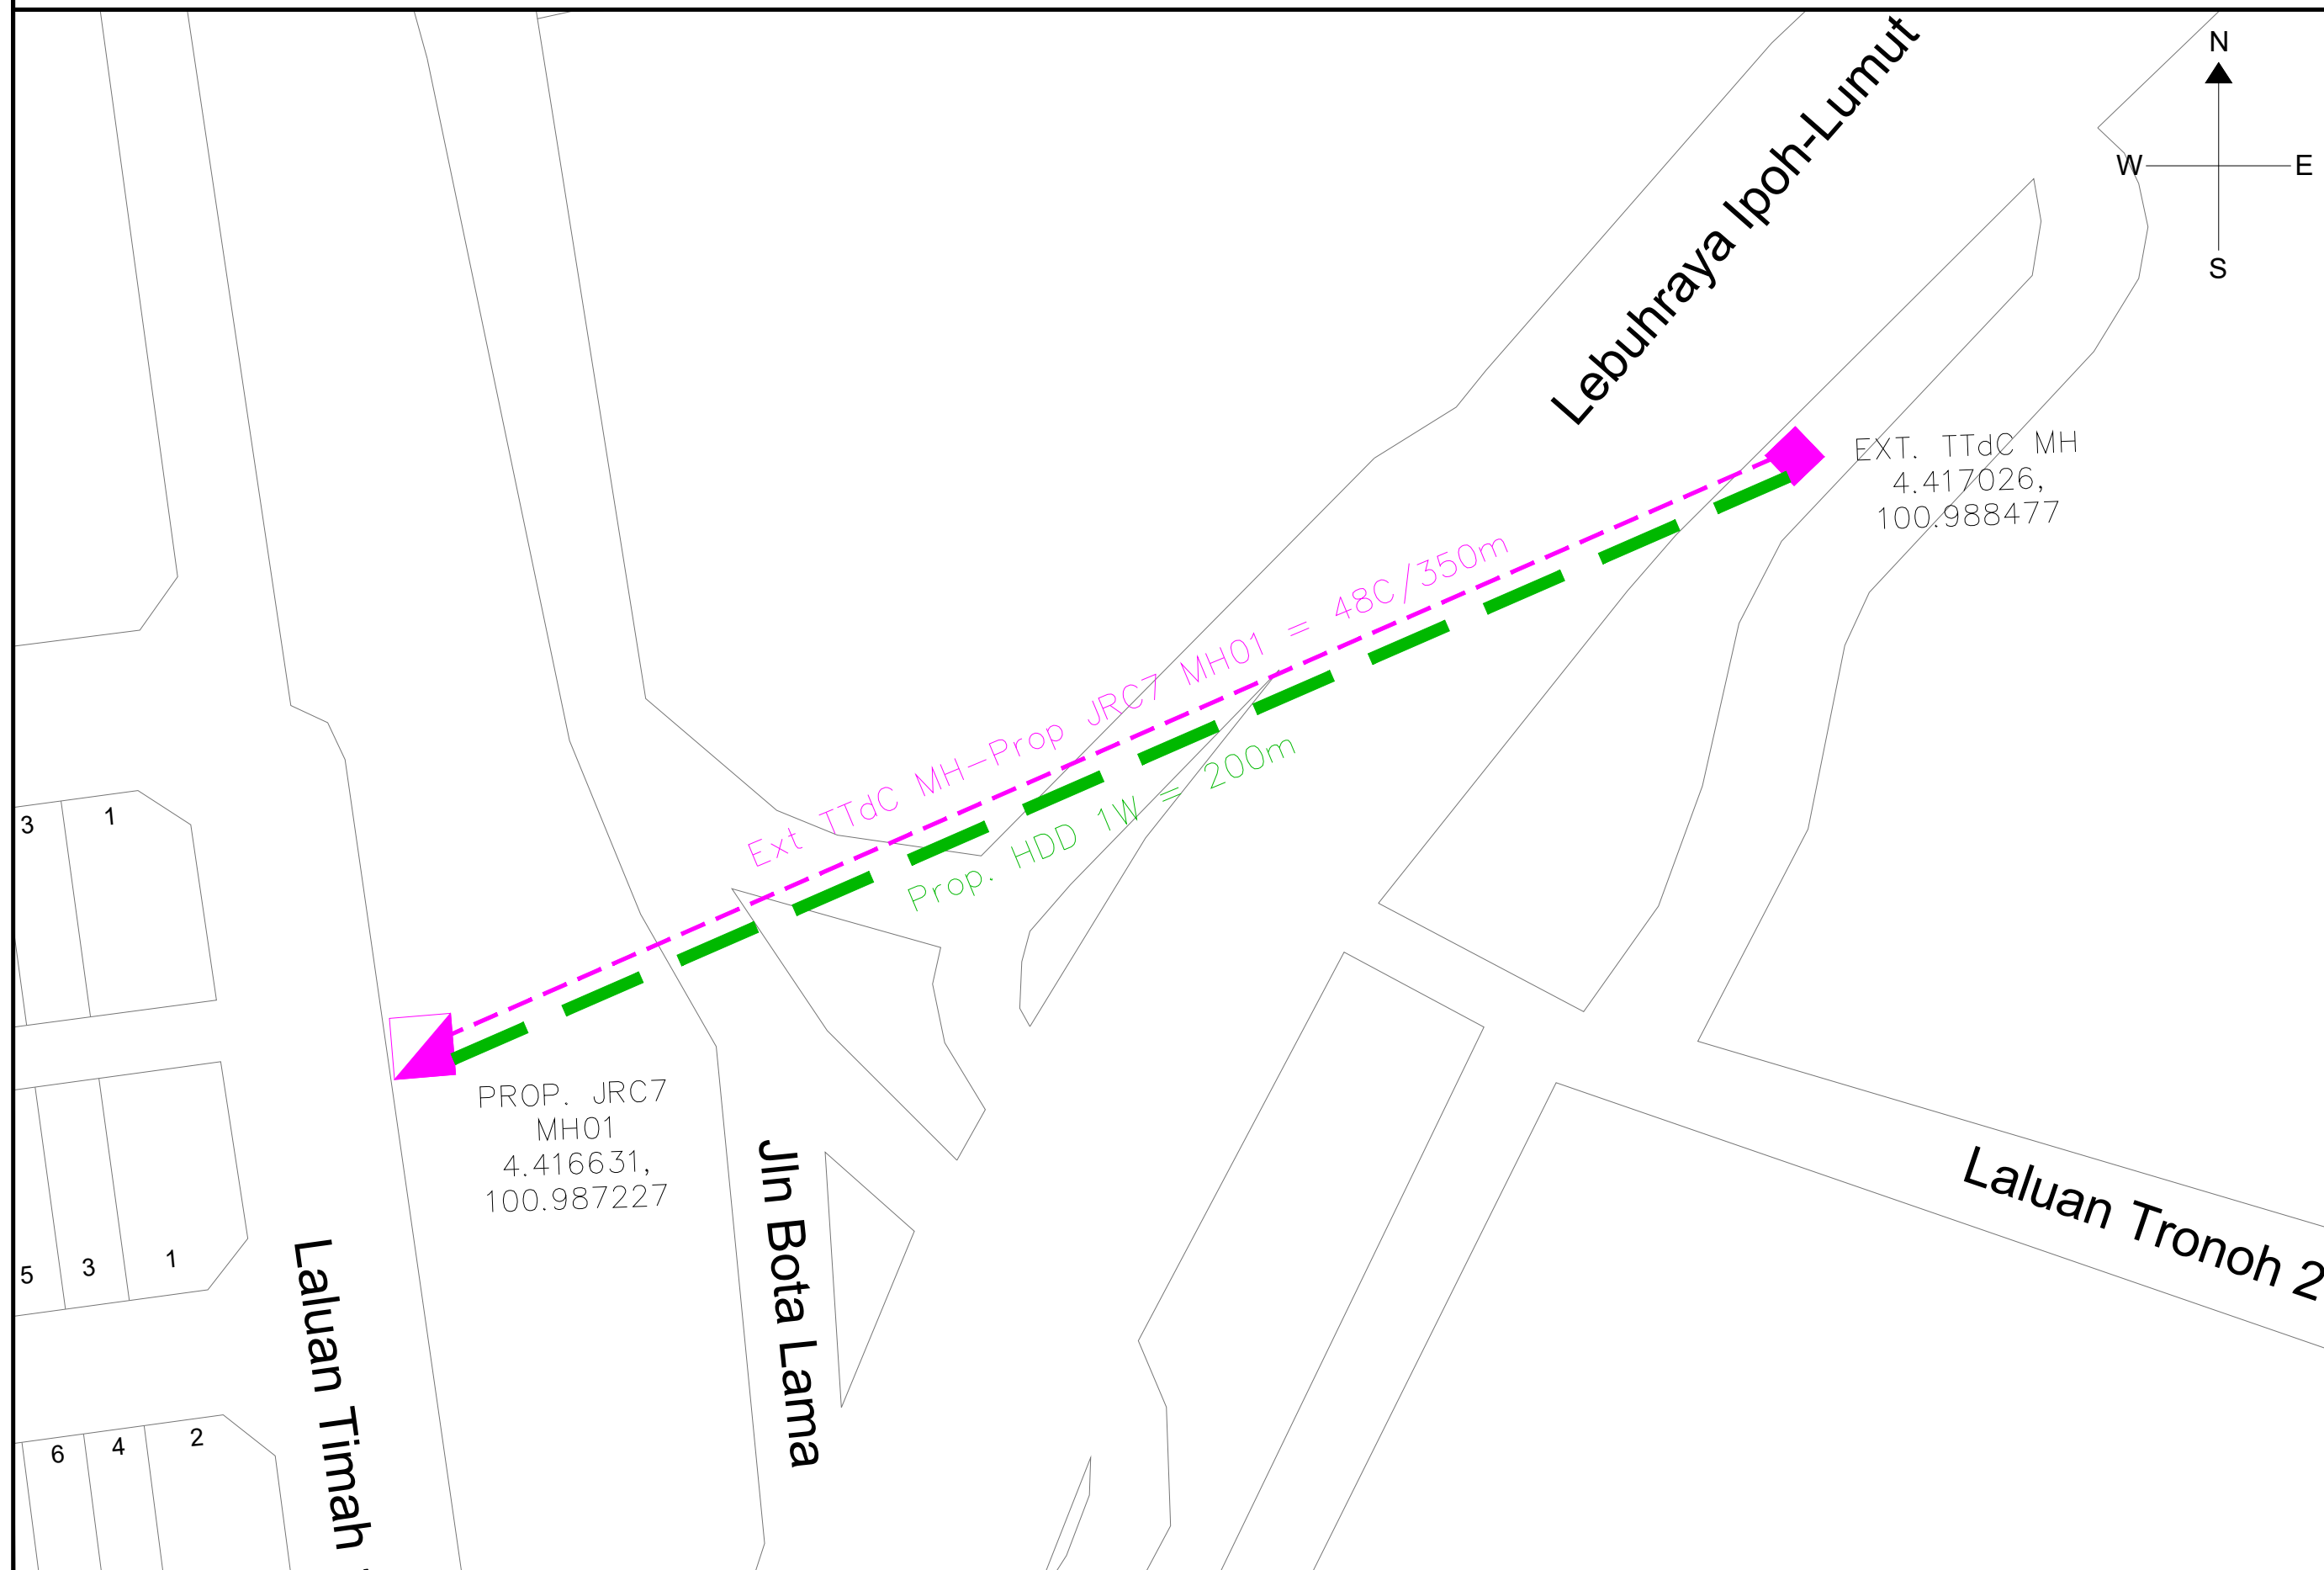 N
W
E
S
Lebuhraya Ipoh-Lumut
EXT. TTdC MH
4.417026,
100.988477
Ext TTdC MH-Prop JRC7 MH01 = 48C/350m
Prop. HDD 1W = 200m
3
1
PROP. JRC7
MH01
4.416631,
100.987227
Jln Bota Lama
Laluan Tronoh 2
Laluan Timah
5
3
1
6
4
2